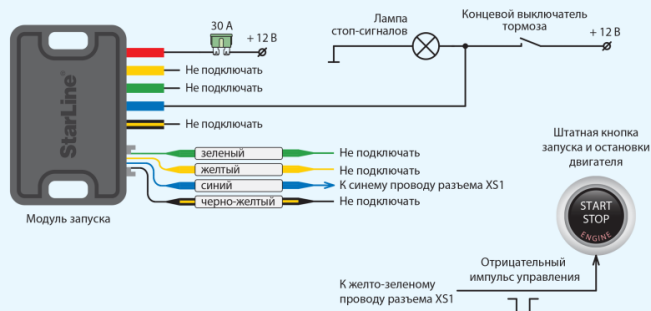 30 А
+ 12 В
Не подключать
Не подключать
Не подключать
StarLine®
Модуль запуска
Лампа
стоп-сигналов
Концевой выключатель
тормоза
+ 12 В
зеленый
Не подключать
желтый
Не подключать
синий
К синему проводу разъема XS1
черно-желтый
Не подключать
Штатная кнопка
запуска и остановки
двигателя
START
STOP
ENGINE
Отрицательный
импульс управления
К желто-зеленому
проводу разъема XS1